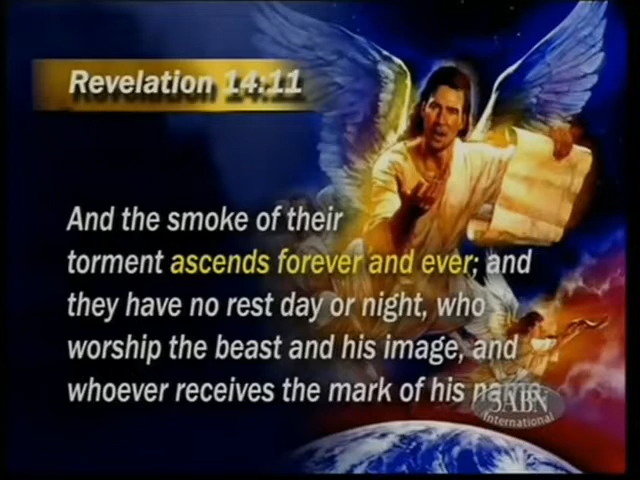 Revelation 14:11
And the smoke of their
torment ascends forever and ever; and
they have no rest day or night, who
worship the beast and his image, and
whoever receives the mark of his name.
3ABN
International